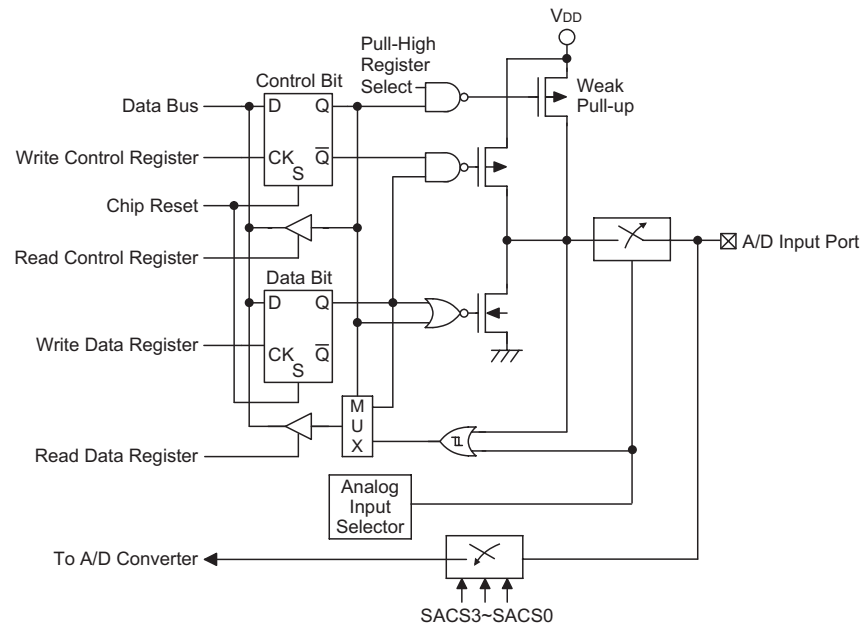 VDD
Pull-High
Register
Select
Control Bit
Weak
Pull-up
Data Bus
D
Q
Write Control Register
CK
Q
S
Chip Reset
Read Control Register
A/D Input Port
Data Bit
D
Q
Write Data Register
CK
Q
S
M
U
X
Read Data Register
Analog
Input
Selector
To A/D Converter
SACS3~SACS0